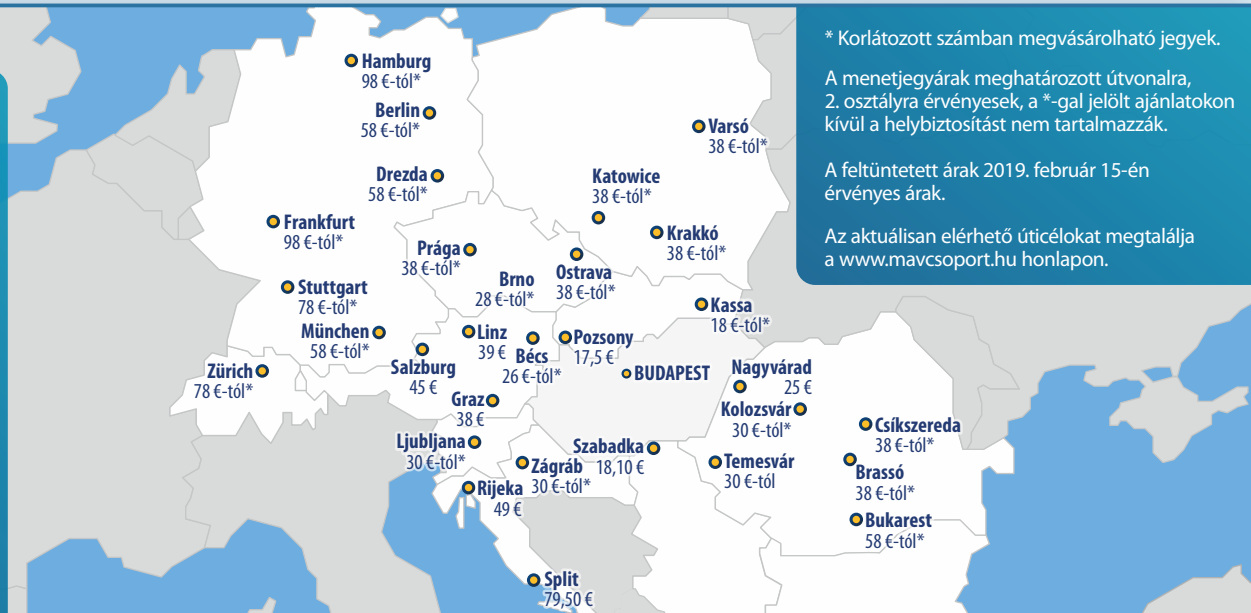 * Korlátozott számban megvásárolható jegyek.
A menetjegyárak meghatározott útvonalra,
2. osztályra érvényesek, a *-gal jelölt ajánlatokon
kívül a helybiztosítást nem tartalmazzák.
A feltüntetett árak 2019. február 15-én
érvényes árak.
Az aktuálisan elérhető úticélokat megtalálja
a www.mavcsoport.hu honlapon.
Hamburg
98 €-tól*
Berlin
58 €-tól*
Varsó
38 €-tól*
Drezda
58 €-tól*
Katowice
38 €-tól*
Frankfurt
98 €-tól*
Krakkó
38 €-tól*
Prága
38 €-tól*
Ostrava
38 €-tól*
Brno
28 €-tól*
Stuttgart
78 €-tól*
Kassa
18 €-tól*
München
58 €-tól*
Linz
39 €
Bécs
26 €-tól*
Pozsony
17,5 €
Salzburg
45 €
Zürich
78 €-tól*
BUDAPEST
Nagyvárad
25 €
Graz
38 €
Kolozsvár
30 €-tól*
Csíkszereda
38 €-tól*
Ljubljana
30 €-tól*
Szabadka
18,10 €
Zágráb
30 €-tól*
Temesvár
30 €-tól
Brassó
38 €-tól*
Rijeka
49 €
Bukarest
58 €-tól*
Split
79,50 €